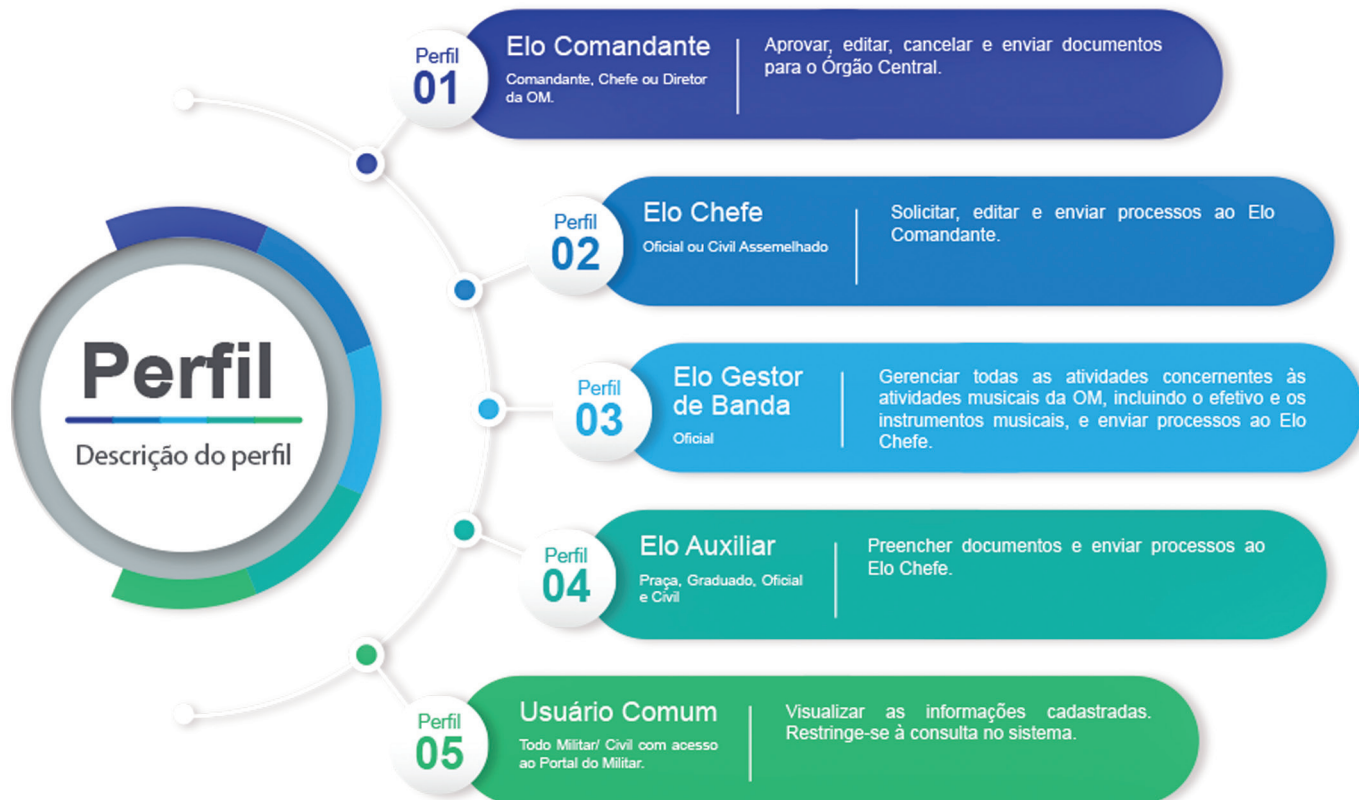 Perfil
Descrição do perfil
Perfil
01
Elo Comandante
Comandante, Chefe ou Diretor
da OM.
Aprovar, editar, cancelar e enviar documentos
para o Órgão Central.
Perfil
02
Elo Chefe
Oficial ou Civil Assemelhado
Solicitar, editar e enviar processos ao Elo
Comandante.
Perfil
03
Elo Gestor
de Banda
Oficial
Gerenciar todas as atividades concernentes às
atividades musicais da OM, incluindo o efetivo e os
instrumentos musicais, e enviar processos ao Elo
Chefe.
Perfil
04
Elo Auxiliar
Praça, Graduado, Oficial
e Civil
Preencher documentos e enviar processos ao
Elo Chefe.
Perfil
05
Usuário Comum
Todo Militar/ Civil com acesso
ao Portal do Militar.
Visualizar as informações cadastradas.
Restringe-se à consulta no sistema.